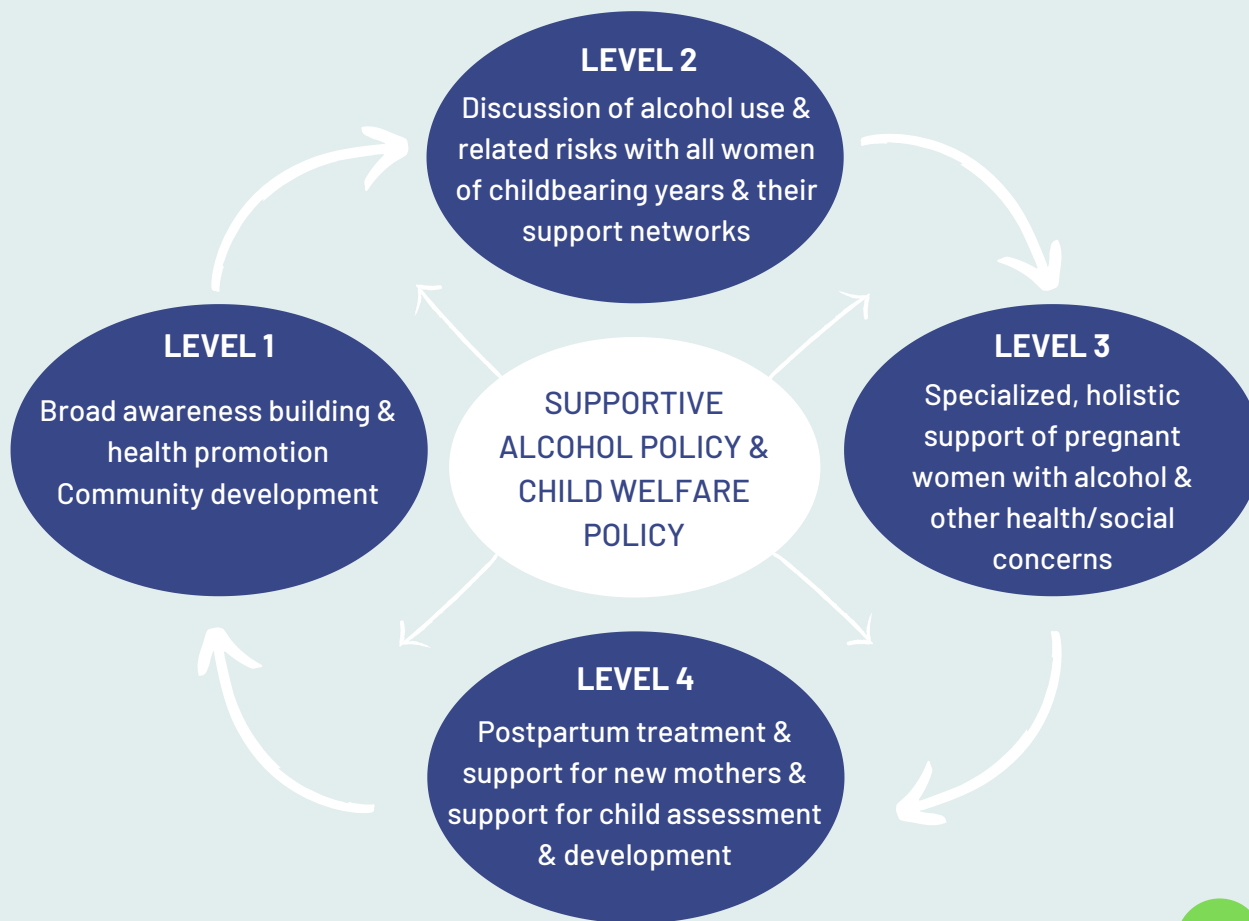 LEVEL 2
Discussion of alcohol use &
related risks with all women
of childbearing years & their
support networks
LEVEL 1
Broad awareness building &
health promotion
Community development
SUPPORTIVE
ALCOHOL POLICY &
CHILD WELFARE
POLICY
LEVEL 3
Specialized, holistic
support of pregnant
women with alcohol &
other health/social
concerns
LEVEL 4
Postpartum treatment &
support for new mothers &
support for child assessment
& development